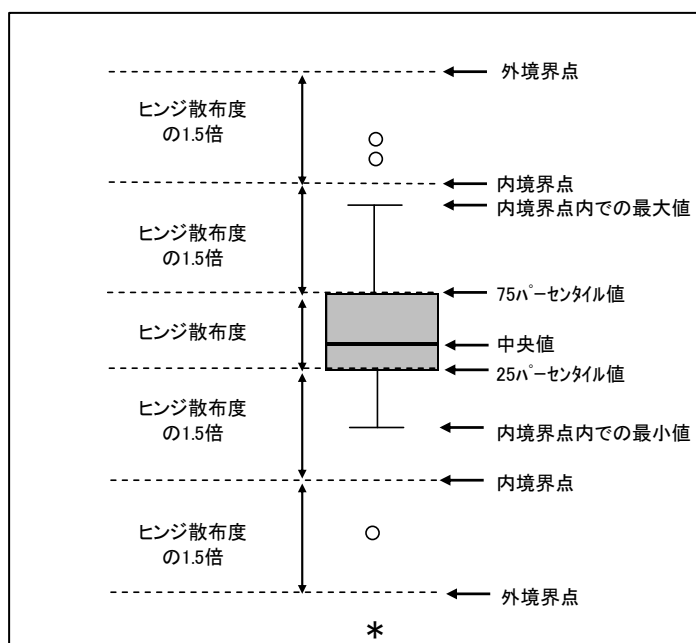 外境界点
ヒンジ散布度
の1.5倍
内境界点
内境界点内での最大値
ヒンジ散布度
の1.5倍
75パーセンタイル値
ヒンジ散布度
中央値
25パーセンタイル値
ヒンジ散布度
の1.5倍
内境界点内での最小値
内境界点
ヒンジ散布度
の1.5倍
外境界点
*